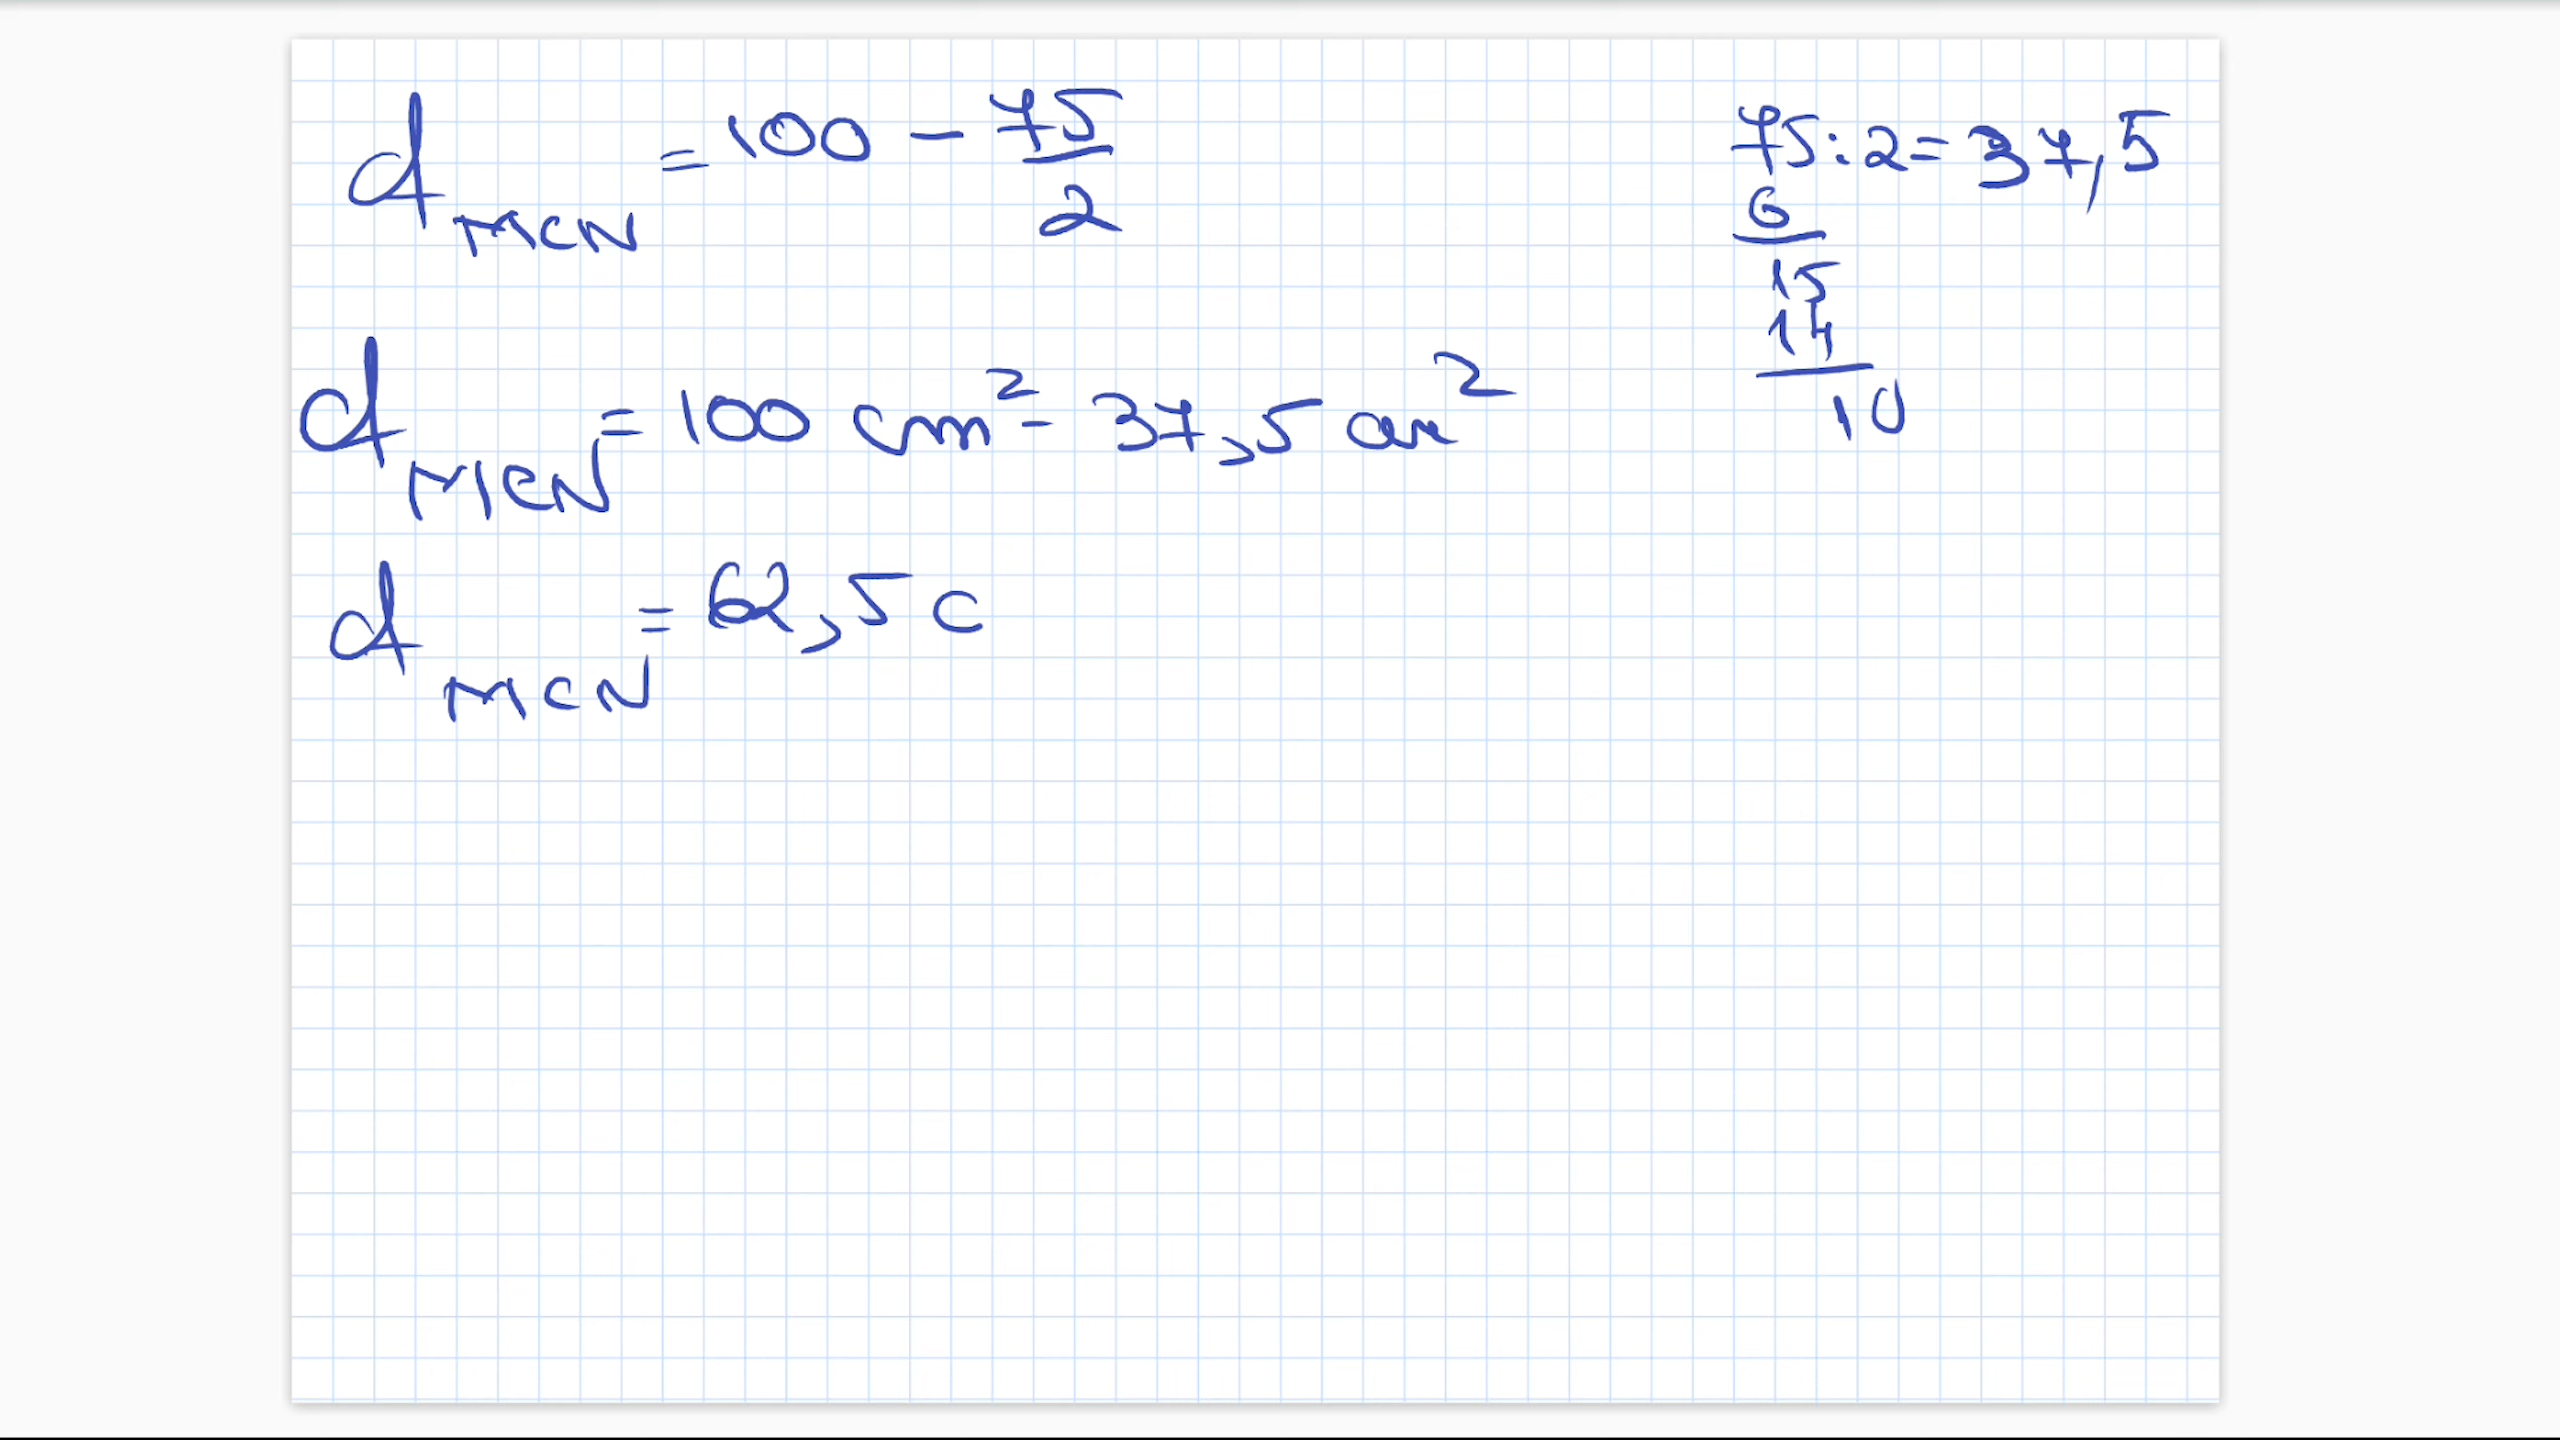 𝒜 MCN = 100 - 75/2
𝒜 MCN = 100 cm² - 37,5 cm²
𝒜 MCN = 62,5 c
75:2= 37,5
6
15
14
10